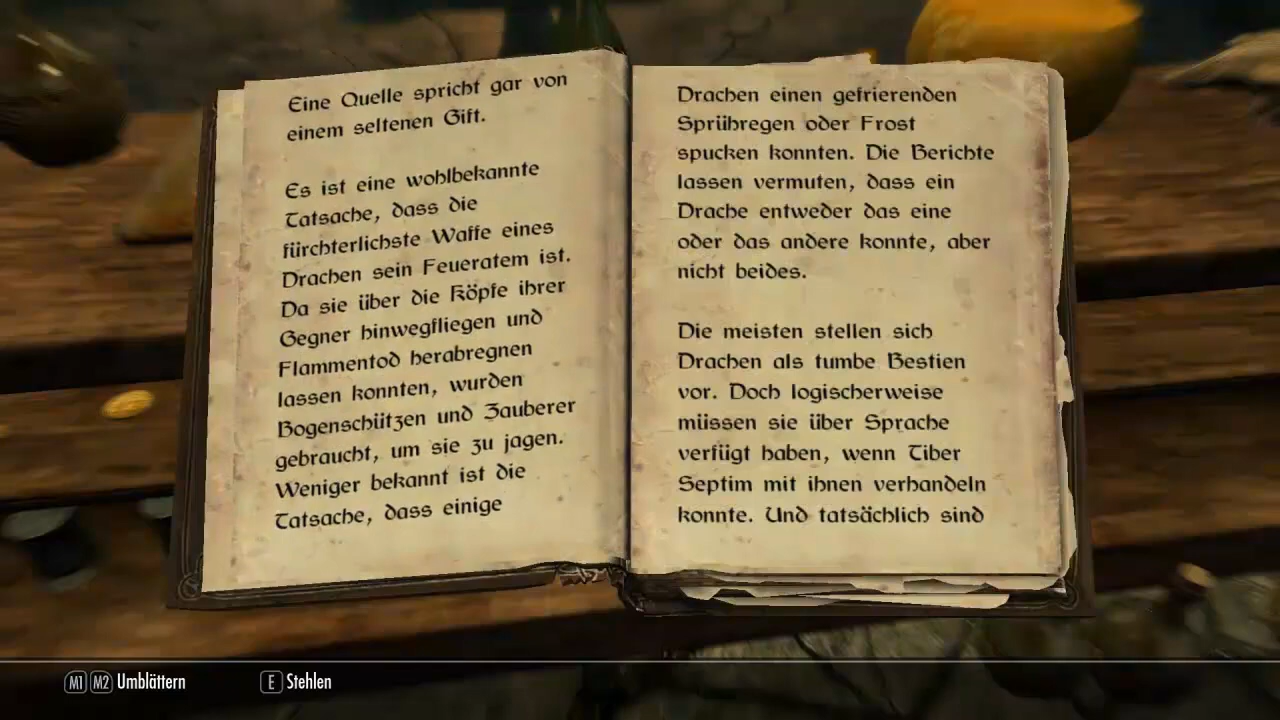 Eine Quelle spricht gar von
einem seltenen Gift.
Es ist eine wohlbekannte
Tatsache, dass die
fürchterlichste Waffe eines
Drachen sein Feueratem ist.
Da sie über die Köpfe ihrer
Gegner hinwegfliegen und
Flammentod herabregnen
lassen konnten, wurden
Bogenschützen und Zauberer
gebraucht, um sie zu jagen.
Weniger bekannt ist die
Tatsache, dass einige
Drachen einen gefrierenden
Sprühregen oder Frost
spucken konnten. Die Berichte
lassen vermuten, dass ein
Drache entweder das eine
oder das andere konnte, aber
nicht beides.
Die meisten stellen sich
Drachen als tumbe Bestien
vor. Doch logischerweise
müssen sie über Sprache
verfügt haben, wenn Tiber
Septim mit ihnen verhandeln
konnte. Und tatsächlich sind
M1 M2 Umblättern E Stehlen